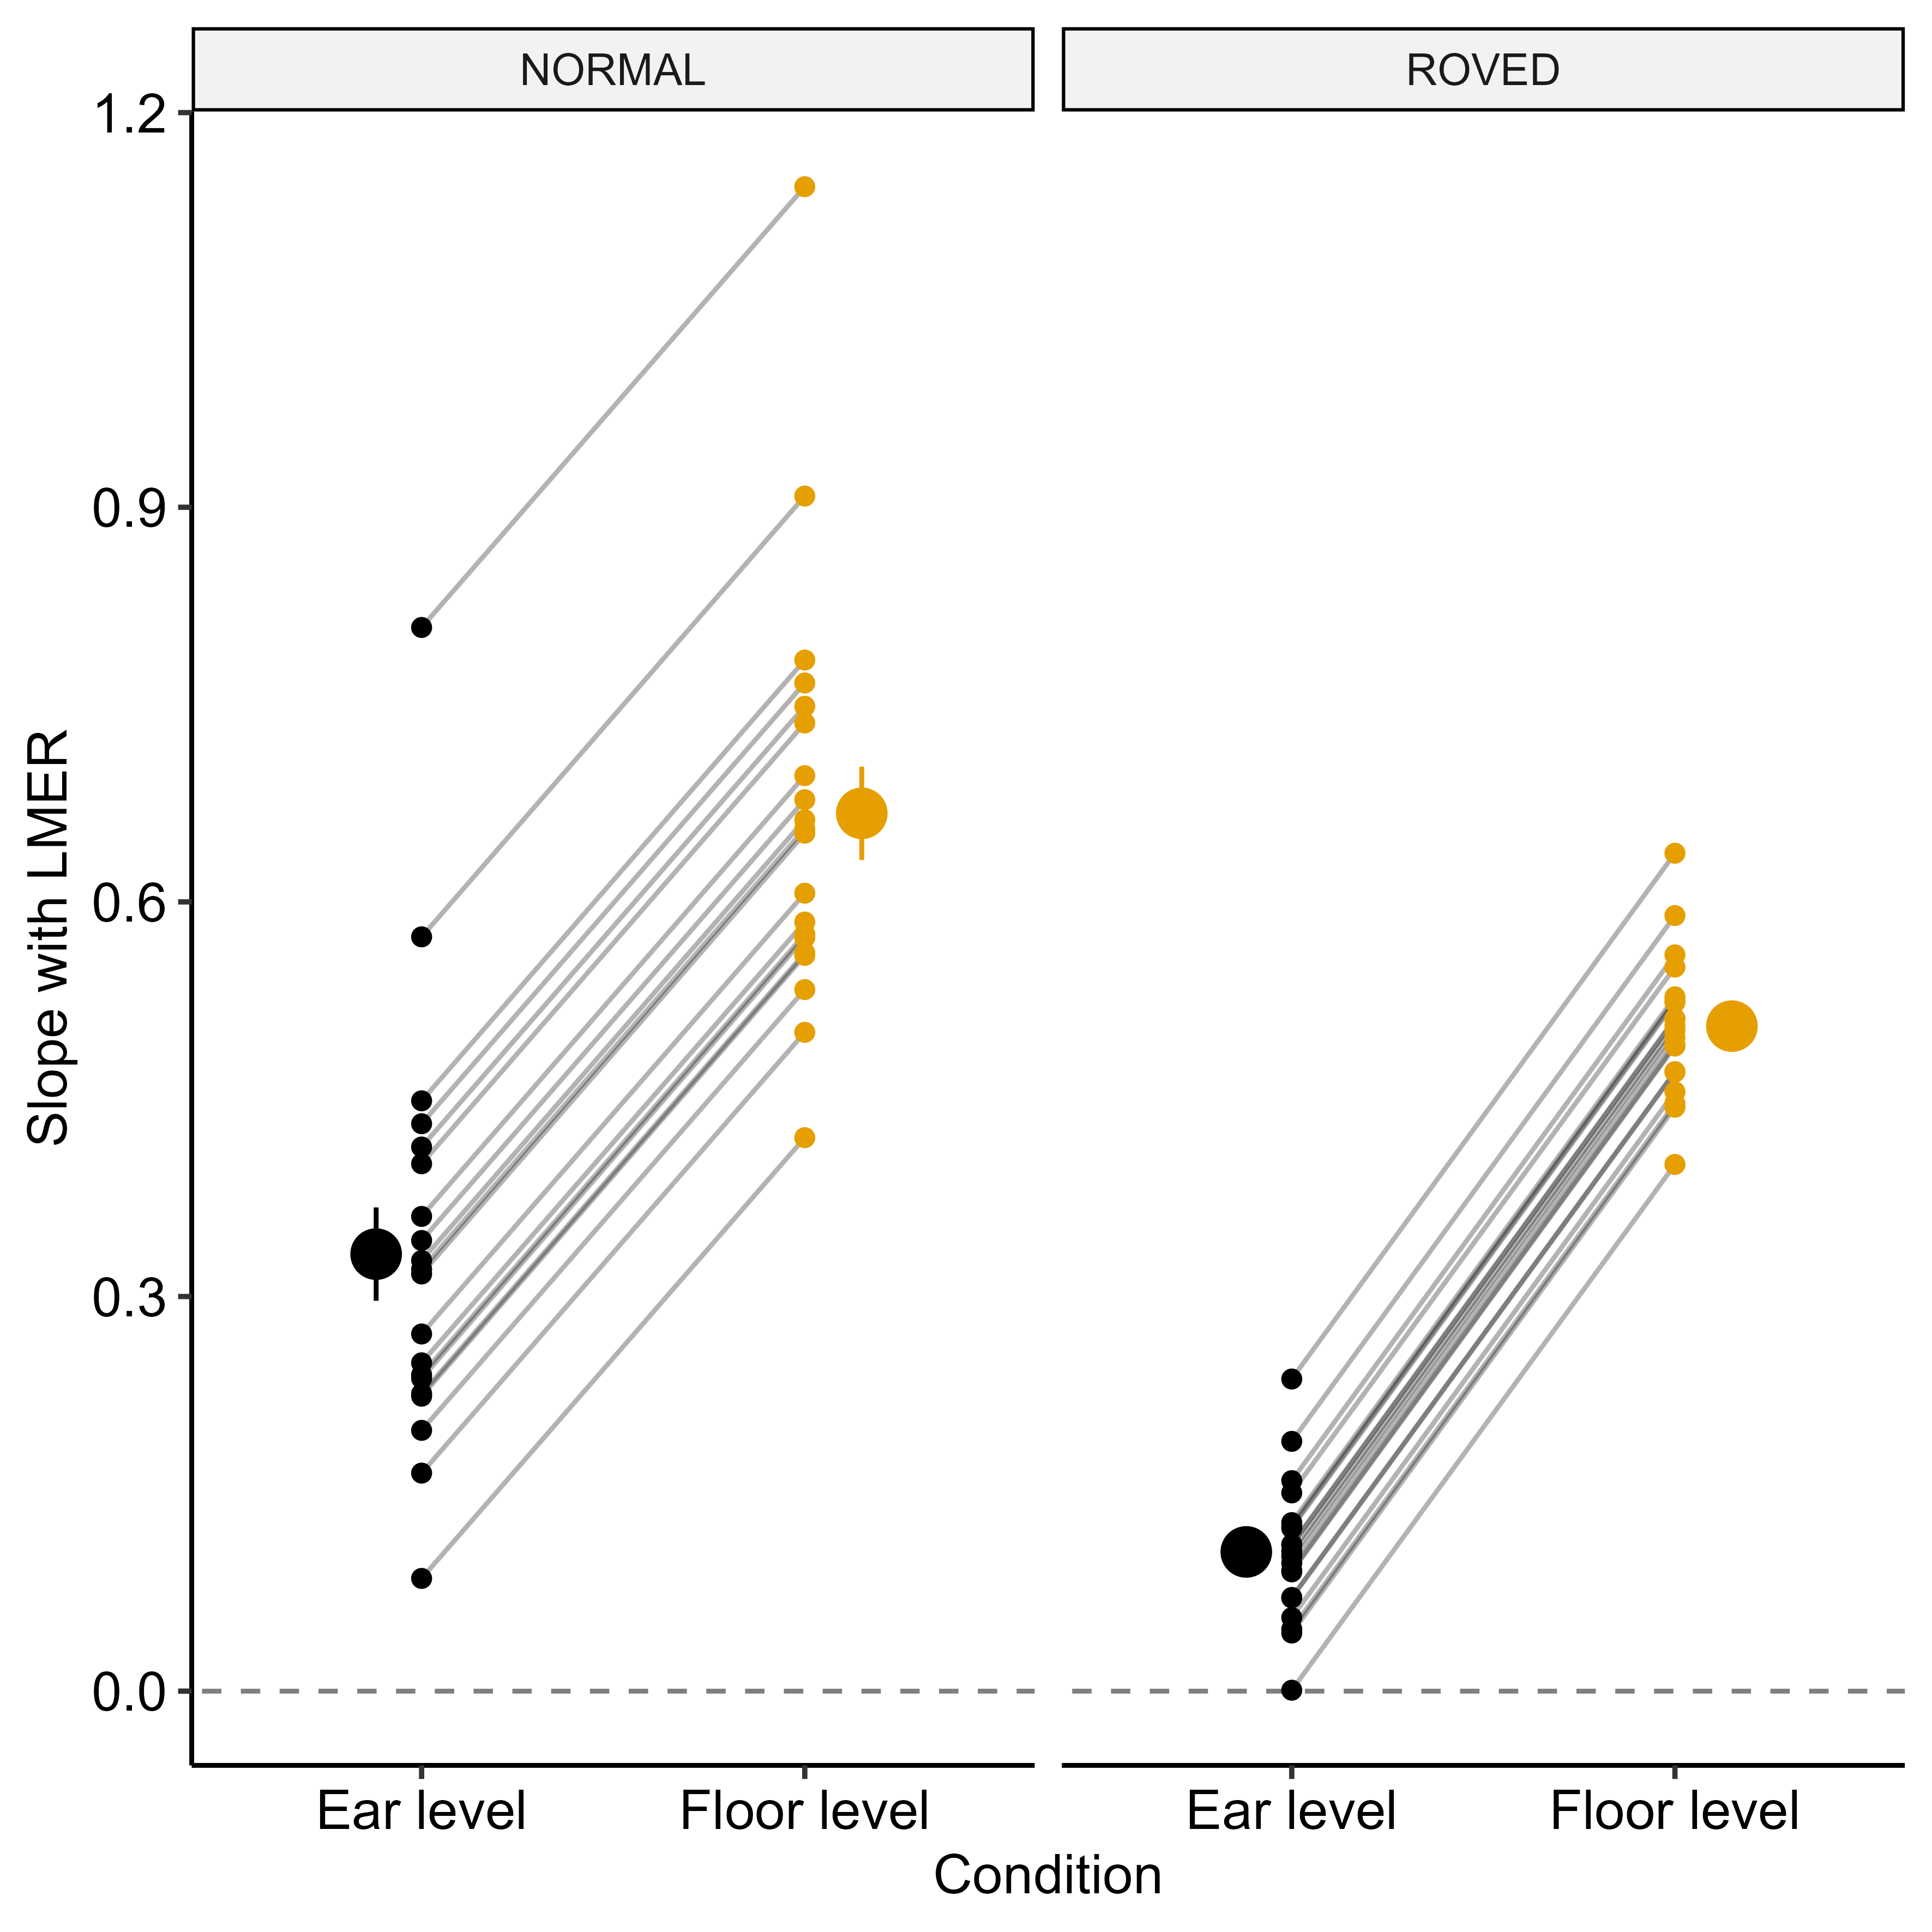 NORMAL
ROVED
1.2
0.9
0.6
0.3
0.0
Slope with LMER
Ear level
Floor level
Ear level
Floor level
Condition